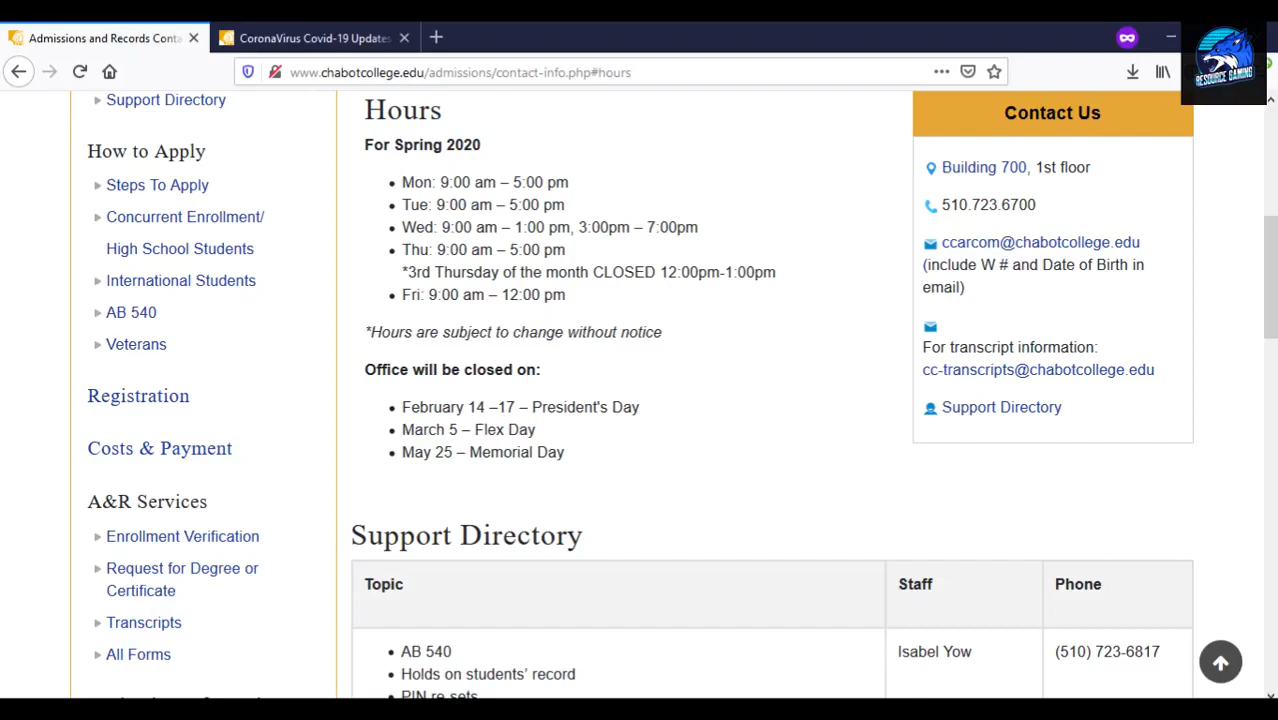 Admissions and Records Conta
CoronaVirus Covid-19 Updates
www.chabotcollege.edu/admissions/contact-info.php#hours
RESOURCE GAMING
Support Directory
How to Apply
Steps To Apply
Concurrent Enrollment/
High School Students
International Students
AB 540
Veterans
Registration
Costs & Payment
A&R Services
Enrollment Verification
Request for Degree or
Certificate
Transcripts
All Forms
Hours
For Spring 2020
Mon: 9:00 am – 5:00 pm
Tue: 9:00 am – 5:00 pm
Wed: 9:00 am – 1:00 pm, 3:00pm – 7:00pm
Thu: 9:00 am – 5:00 pm
*3rd Thursday of the month CLOSED 12:00pm-1:00pm
Fri: 9:00 am – 12:00 pm
*Hours are subject to change without notice
Office will be closed on:
February 14 –17 – President's Day
March 5 – Flex Day
May 25 – Memorial Day
Contact Us
Building 700, 1st floor
510.723.6700
ccarcom@chabotcollege.edu
(include W # and Date of Birth in
email)
For transcript information:
cc-transcripts@chabotcollege.edu
Support Directory
Support Directory
Topic Staff Phone
AB 540 Isabel Yow (510) 723-6817
Holds on students' record
PIN re sets